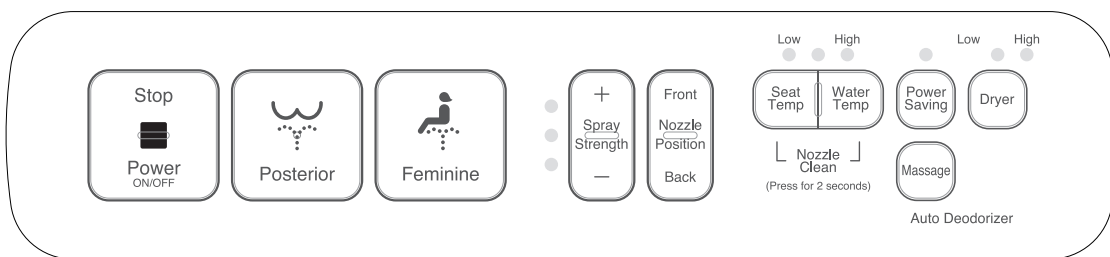 Stop
Power
ON/OFF
Posterior
Feminine
+
Spray
Strength
−
Front
Nozzle
Position
Back
Low High
Seat
Temp
Water
Temp
Nozzle
Clean
(Press for 2 seconds)
Power
Saving
Low High
Dryer
Massage
Auto Deodorizer